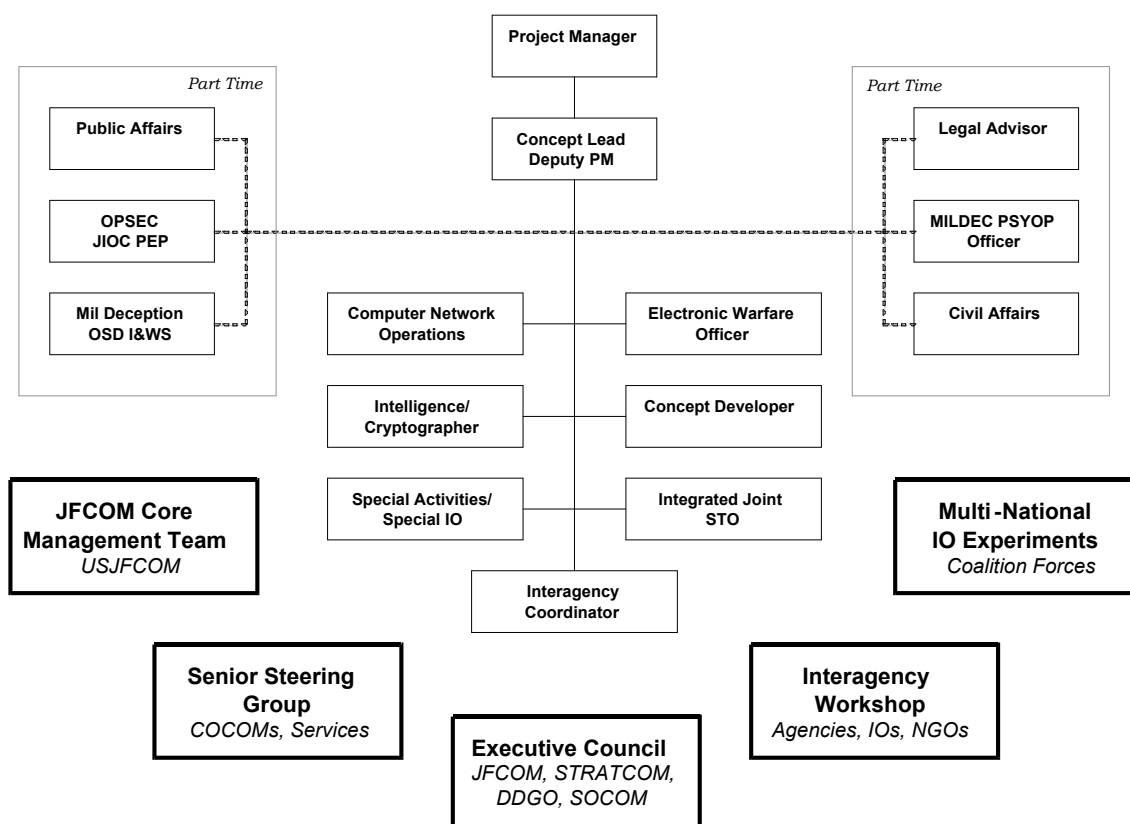 Project Manager
Part Time
Public Affairs
OPSEC
JIOC PEP
Mil Deception
OSD I&WS
Concept Lead
Deputy PM
Part Time
Legal Advisor
MILDEC PSYOP
Officer
Civil Affairs
Computer Network
Operations
Electronic Warfare
Officer
Intelligence/
Cryptographer
Concept Developer
Special Activities/
Special IO
Integrated Joint
STO
Interagency
Coordinator
JFCOM Core
Management Team
USJFCOM
Multi-National
IO Experiments
Coalition Forces
Senior Steering
Group
COCOMs, Services
Interagency
Workshop
Agencies, IOs, NGOs
Executive Council
JFCOM, STRATCOM,
DDGO, SOCOM